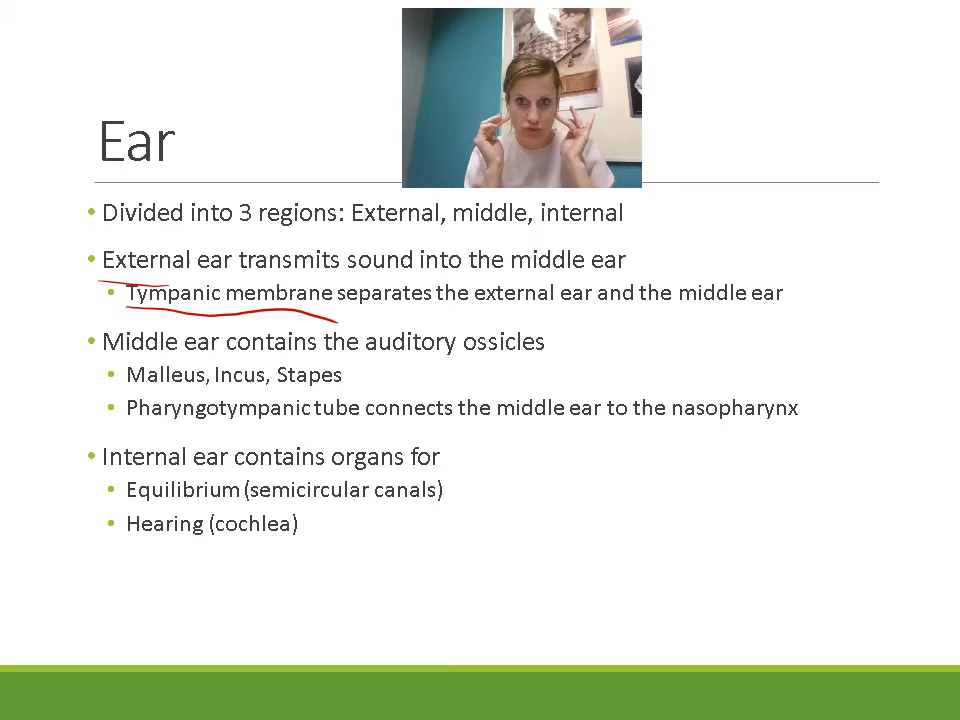 Ear
• Divided into 3 regions: External, middle, internal
• External ear transmits sound into the middle ear
• Tympanic membrane separates the external ear and the middle ear
• Middle ear contains the auditory ossicles
• Malleus, Incus, Stapes
• Pharyngotympanic tube connects the middle ear to the nasopharynx
• Internal ear contains organs for
• Equilibrium (semicircular canals)
• Hearing (cochlea)